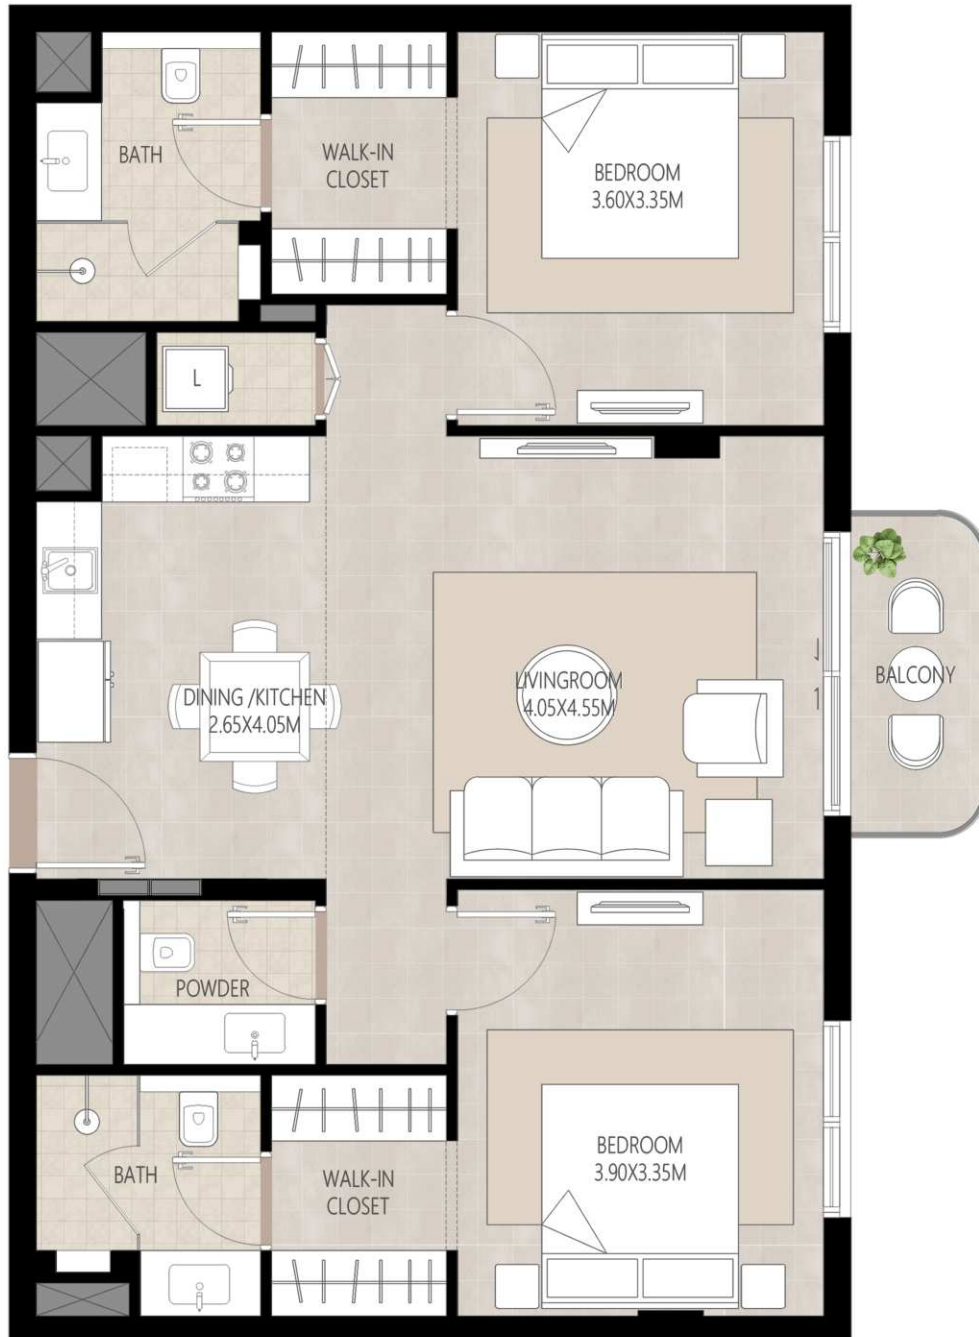 BATH
WALK-IN
CLOSET
BEDROOM
3.60X3.35M
L
DINING /KITCHEN
2.65X4.05M
LIVINGROOM
4.05X4.55M
BALCONY
POWDER
BATH
WALK-IN
CLOSET
BEDROOM
3.90X3.35M